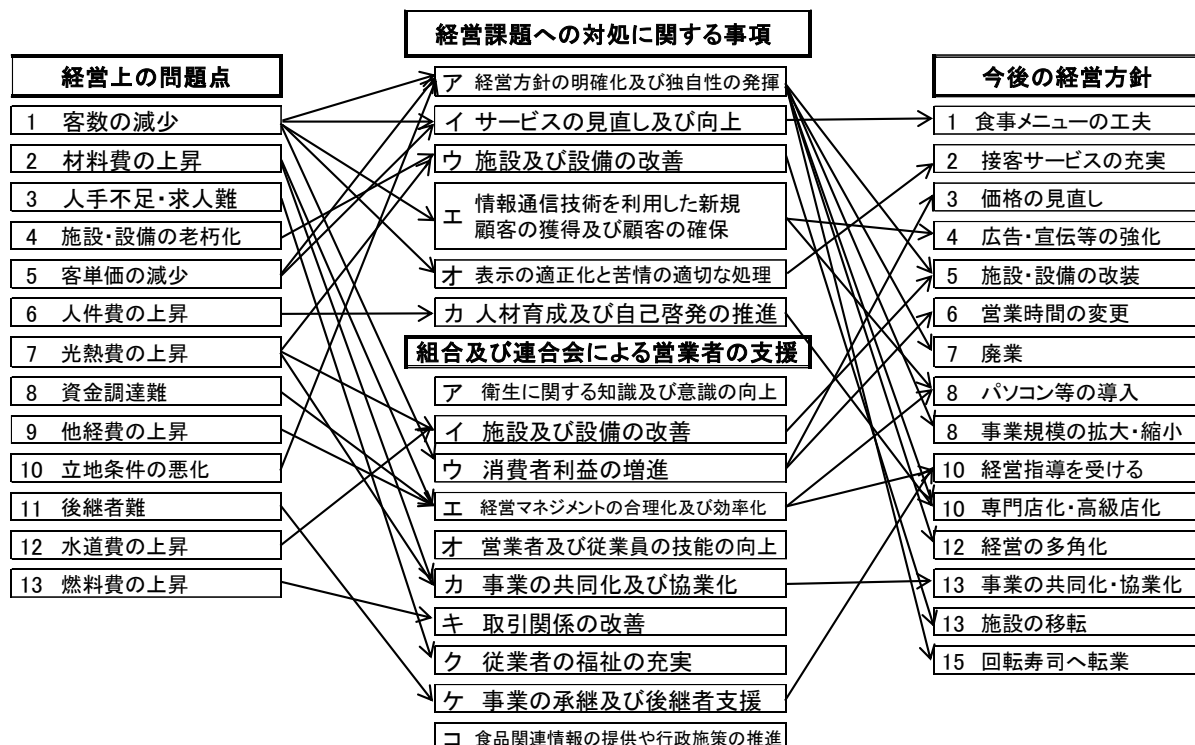 経営課題への対処に関する事項
ア 経営方針の明確化及び独自性の発揮
イ サービスの見直し及び向上
ウ 施設及び設備の改善
エ 情報通信技術を利用した新規
顧客の獲得及び顧客の確保
オ 表示の適正化と苦情の適切な処理
カ 人材育成及び自己啓発の推進
組合及び連合会による営業者の支援
ア 衛生に関する知識及び意識の向上
イ 施設及び設備の改善
ウ 消費者利益の増進
エ 経営マネジメントの合理化及び効率化
オ 営業者及び従業員の技能の向上
カ 事業の共同化及び協業化
キ 取引関係の改善
ク 従業者の福祉の充実
ケ 事業の承継及び後継者支援
コ 食品関連情報の提供や行政施策の推進
経営上の問題点
1 客数の減少
2 材料費の上昇
3 人手不足・求人難
4 施設・設備の老朽化
5 客単価の減少
6 人件費の上昇
7 光熱費の上昇
8 資金調達難
9 他経費の上昇
10 立地条件の悪化
11 後継者難
12 水道費の上昇
13 燃料費の上昇
今後の経営方針
1 食事メニューの工夫
2 接客サービスの充実
3 価格の見直し
4 広告・宣伝等の強化
5 施設・設備の改装
6 営業時間の変更
7 廃業
8 パソコン等の導入
8 事業規模の拡大・縮小
10 経営指導を受ける
10 専門店化・高級店化
12 経営の多角化
13 事業の共同化・協業化
13 施設の移転
15 回転寿司へ転業